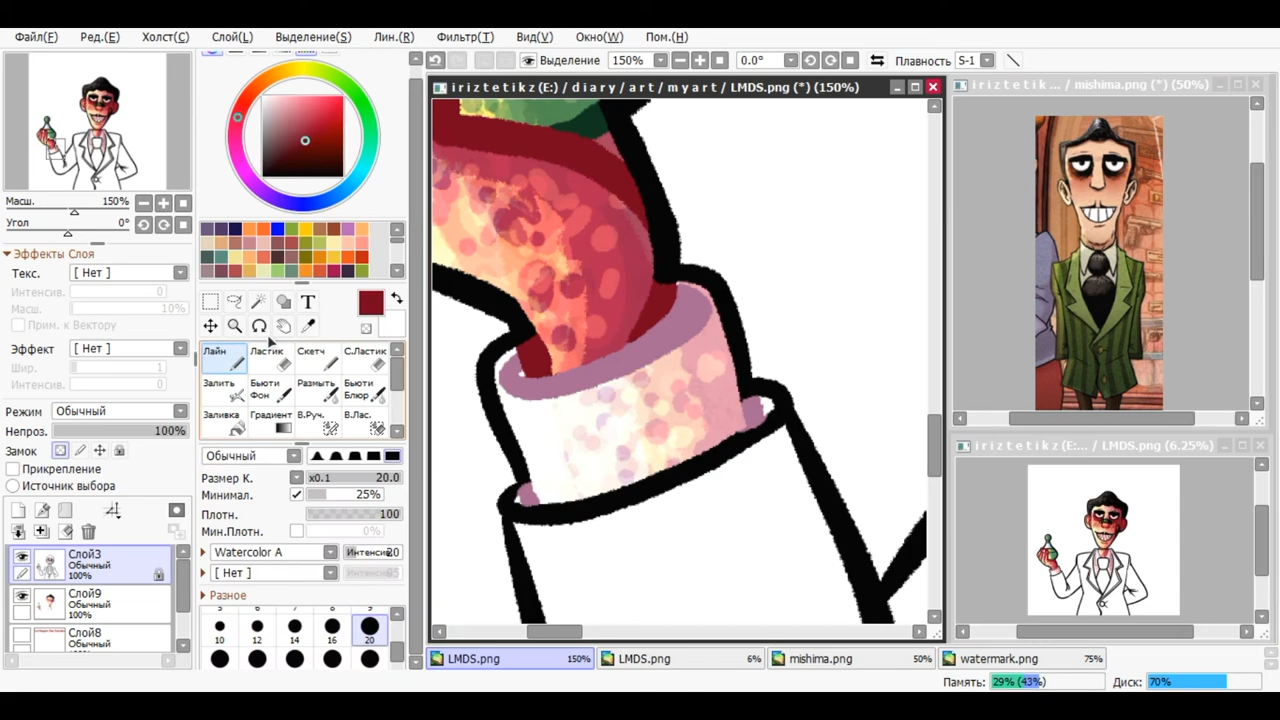 Файл(F) Ред.(E) Холст(C) Слой(L) Выделение(S) Лин.(R) Фильтр(T) Вид(V) Окно(W) Пом.(H)
Выделение 150% 0.0° Плавность S-1
iriztetikz(E:) / diary / art / myart / LMDS.png (*) (150%)
iriztetikz ... / mishima.png (*) (50%)
Масш. 150%
Угол 0°
Эффекты Слоя
Текс. [ Нет ]
Интенсив. 0
Масш. 10%
Прим. к Вектору
Эффект [ Нет ]
Шир. 1
Интенсив.
Режим Обычный
Непроз. 100%
Замок
Прикрепление
Источник выбора
Слой3
Обычный
100%
Слой9
Обычный
100%
Слой8
Обычный
T
Лайн Ластик Скетч С.Ластик
Залить Бьюти Фон Размыть Бьюти Блюр
Заливка Градиент В.Руч. В.Лас.
Обычный
Размер К. x0.1 20.0
Минимал. 25%
Плотн. 100
Мин.Плотн. 0%
Watercolor A Интенсив 20
[ Нет ]
Разное
10 12 14 16 20
iriztetikz (E:... / LMDS.png (*) (6.25%)
LMDS.png 150% LMDS.png 6% mishima.png 50% watermark.png 75%
Память: 29% (43%) Диск: 70%